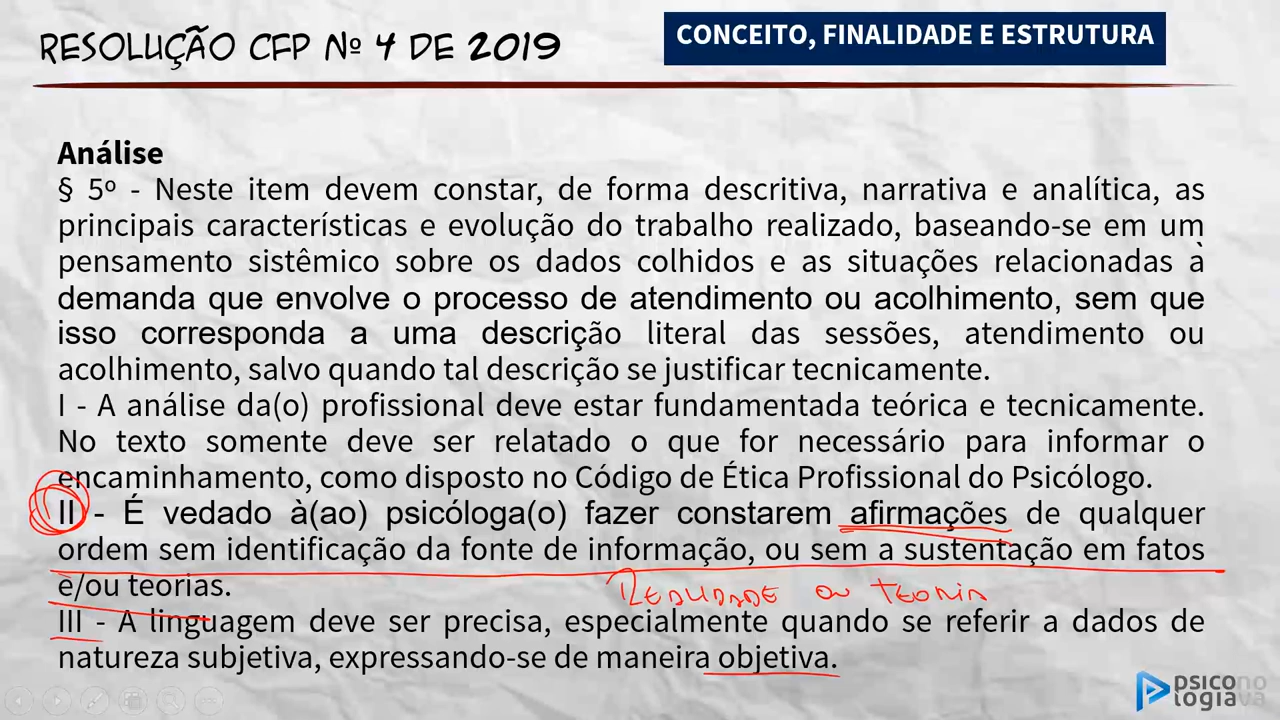 RESOLUÇÃO CFP Nº 4 DE 2019
CONCEITO, FINALIDADE E ESTRUTURA
Análise
§ 5º - Neste item devem constar, de forma descritiva, narrativa e analítica, as
principais características e evolução do trabalho realizado, baseando-se em um
pensamento sistêmico sobre os dados colhidos e as situações relacionadas à
demanda que envolve o processo de atendimento ou acolhimento, sem que
isso corresponda a uma descrição literal das sessões, atendimento ou
acolhimento, salvo quando tal descrição se justificar tecnicamente.
I - A análise da(o) profissional deve estar fundamentada teórica e tecnicamente.
No texto somente deve ser relatado o que for necessário para informar o
encaminhamento, como disposto no Código de Ética Profissional do Psicólogo.
II - É vedado à(ao) psicóloga(o) fazer constarem afirmações de qualquer
ordem sem identificação da fonte de informação, ou sem a sustentação em fatos
e/ou teorias.
REALIDADE OU TEORIA
III - A linguagem deve ser precisa, especialmente quando se referir a dados de
natureza subjetiva, expressando-se de maneira objetiva.
psicono
logiava